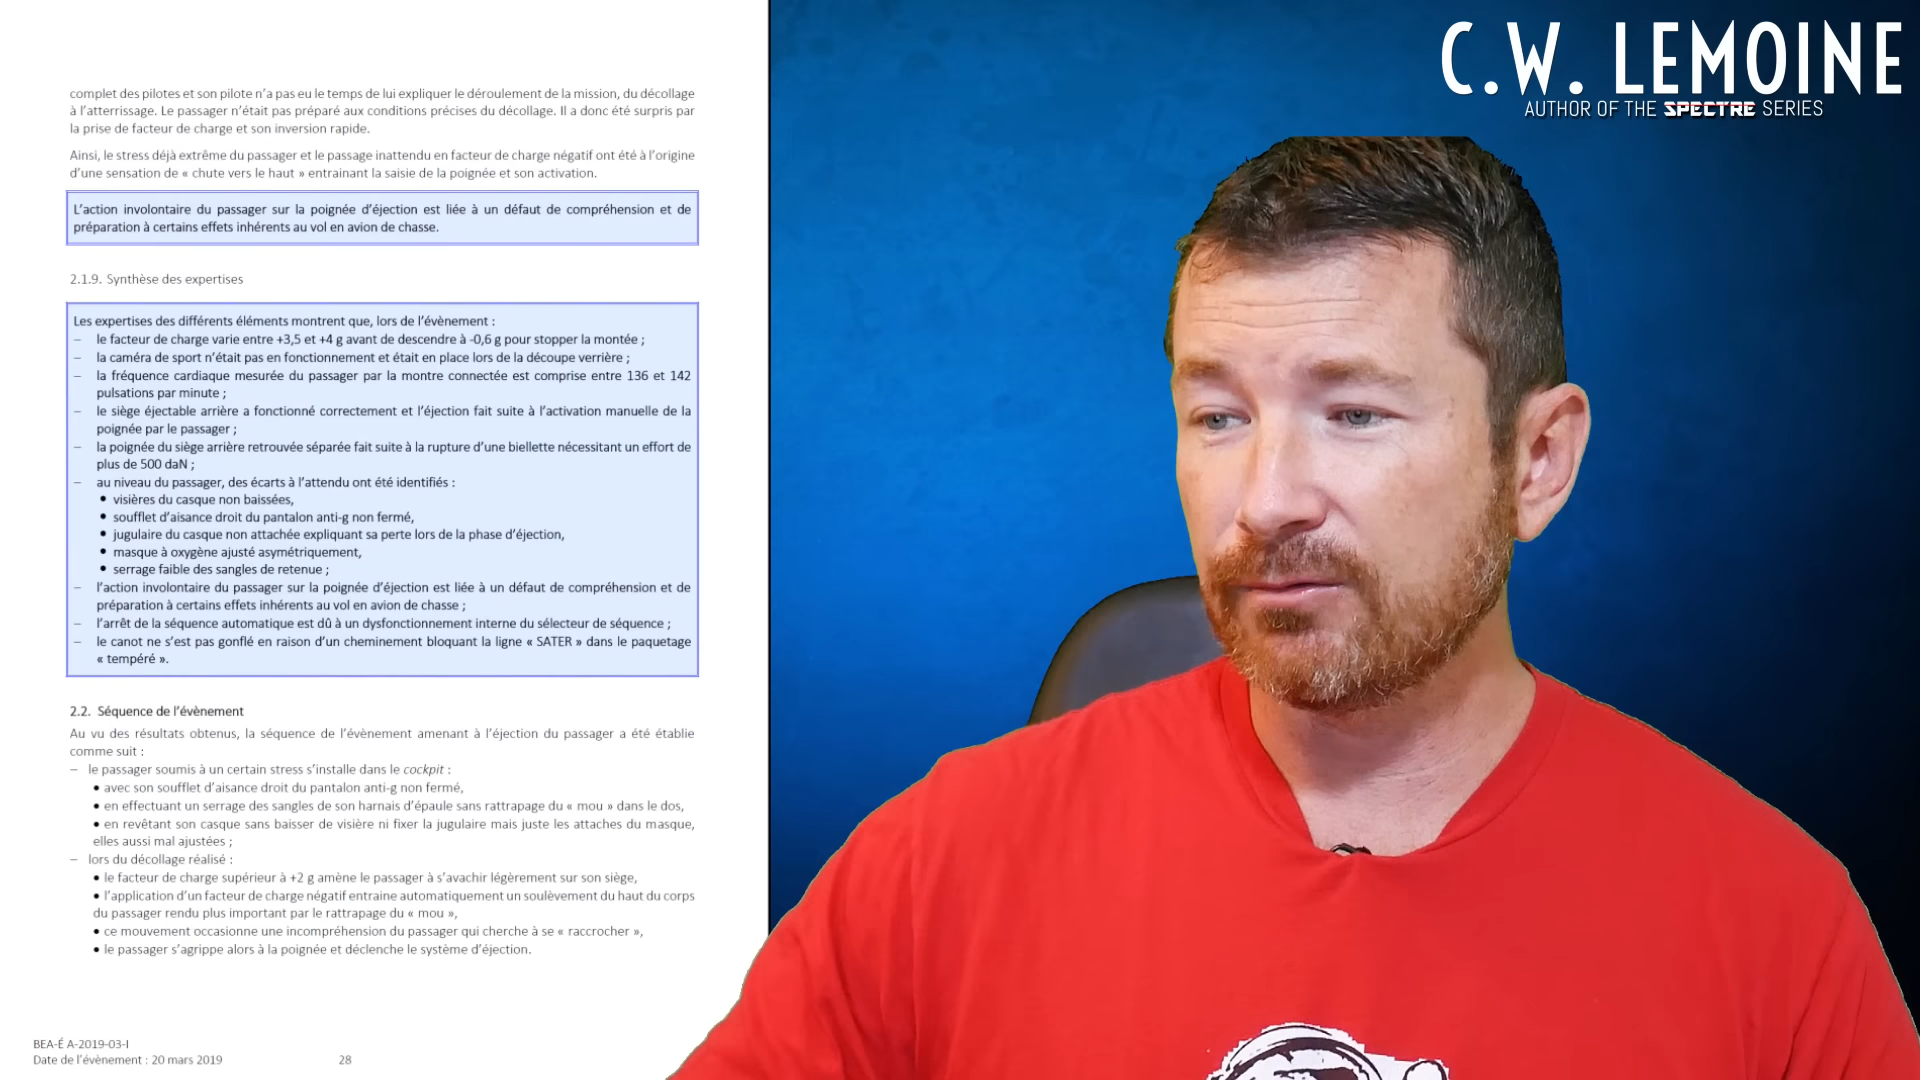 C.W. LEMOINE
AUTHOR OF THE SPECTRE SERIES
complet des pilotes et son pilote n'a pas eu le temps de lui expliquer le déroulement de la mission, du décollage
à l'atterrissage. Le passager n'était pas préparé aux conditions précises du décollage. Il a donc été surpris par
la prise de facteur de charge et son inversion rapide.
Ainsi, le stress déjà extrême du passager et le passage inattendu en facteur de charge négatif ont été à l'origine
d'une sensation de « chute vers le haut » entrainant la saisie de la poignée et son activation.
L'action involontaire du passager sur la poignée d'éjection est liée à un défaut de compréhension et de
préparation à certains effets inhérents au vol en avion de chasse.
2.1.9. Synthèse des expertises
Les expertises des différents éléments montrent que, lors de l'évènement :
– le facteur de charge varie entre +3,5 et +4 g avant de descendre à -0,6 g pour stopper la montée ;
– la caméra de sport n'était pas en fonctionnement et était en place lors de la découpe verrière ;
– la fréquence cardiaque mesurée du passager par la montre connectée est comprise entre 136 et 142
pulsations par minute ;
– le siège éjectable arrière a fonctionné correctement et l'éjection fait suite à l'activation manuelle de la
poignée par le passager ;
– la poignée du siège arrière retrouvée séparée fait suite à la rupture d'une biellette nécessitant un effort de
plus de 500 daN ;
– au niveau du passager, des écarts à l'attendu ont été identifiés :
• visières du casque non baissées,
• soufflet d'aisance droit du pantalon anti-g non fermé,
• jugulaire du casque non attachée expliquant sa perte lors de la phase d'éjection,
• masque à oxygène ajusté asymétriquement,
• serrage faible des sangles de retenue ;
– l'action involontaire du passager sur la poignée d'éjection est liée à un défaut de compréhension et de
préparation à certains effets inhérents au vol en avion de chasse ;
– l'arrêt de la séquence automatique est dû à un dysfonctionnement interne du sélecteur de séquence ;
– le canot ne s'est pas gonflé en raison d'un cheminement bloquant la ligne « SATER » dans le paquetage
« tempéré ».
2.2. Séquence de l'évènement
Au vu des résultats obtenus, la séquence de l'évènement amenant à l'éjection du passager a été établie
comme suit :
– le passager soumis à un certain stress s'installe dans le cockpit :
• avec son soufflet d'aisance droit du pantalon anti-g non fermé,
• en effectuant un serrage des sangles de son harnais d'épaule sans rattrapage du « mou » dans le dos,
• en revêtant son casque sans baisser de visière ni fixer la jugulaire mais juste les attaches du masque,
elles aussi mal ajustées ;
– lors du décollage réalisé :
• le facteur de charge supérieur à +2 g amène le passager à s'avachir légèrement sur son siège,
• l'application d'un facteur de charge négatif entraine automatiquement un soulèvement du haut du corps
du passager rendu plus important par le rattrapage du « mou »,
• ce mouvement occasionne une incompréhension du passager qui cherche à se « raccrocher »,
• le passager s'agrippe alors à la poignée et déclenche le système d'éjection.
BEA-É A-2019-03-I
Date de l'évènement : 20 mars 2019
28